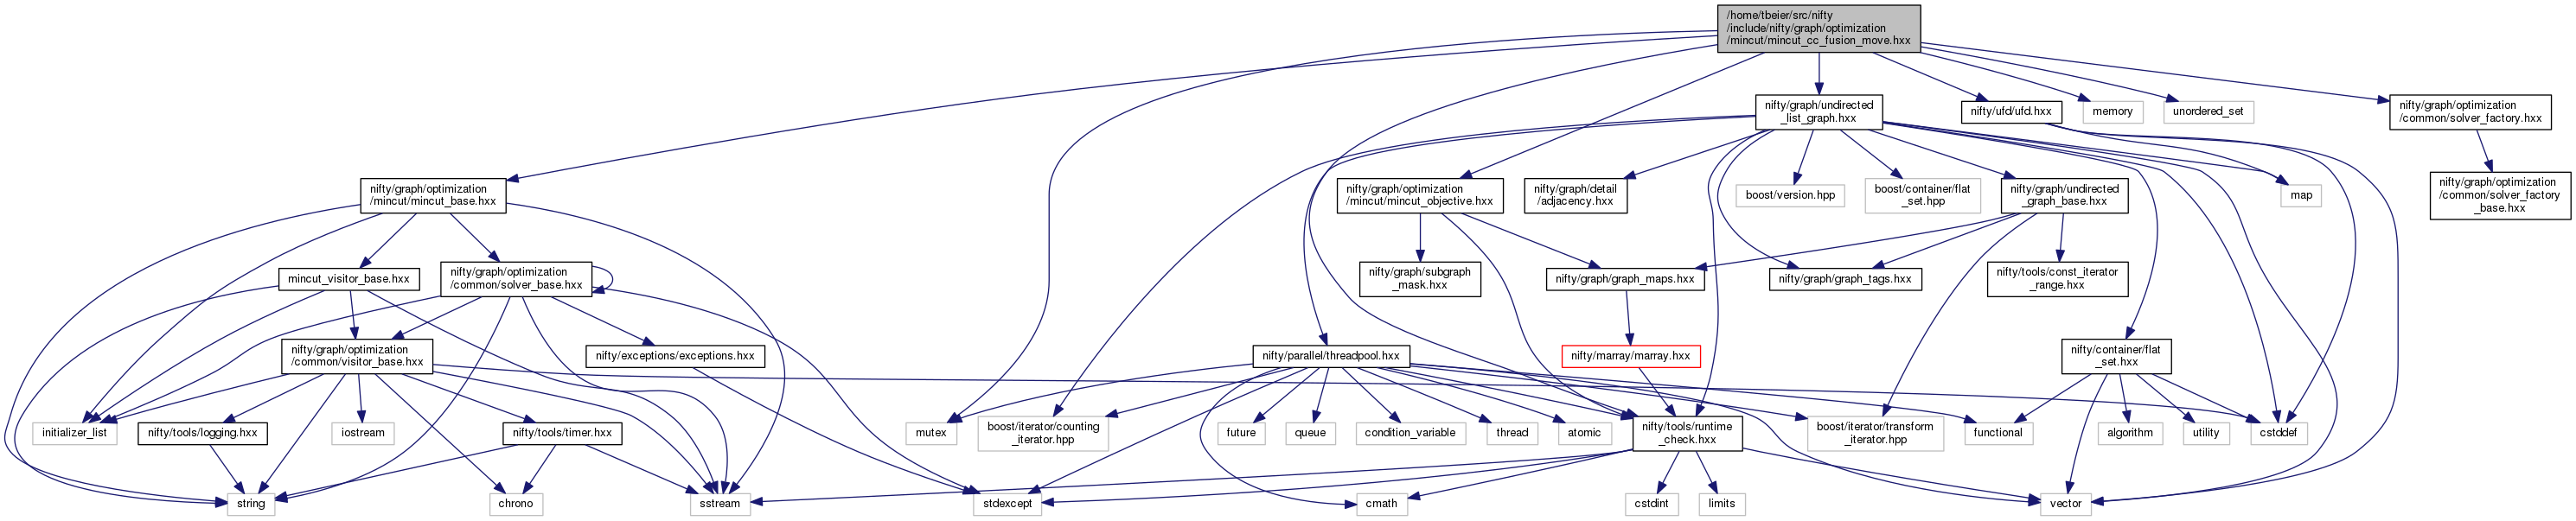 /home/tbeier/src/nifty
/include/nifty/graph/optimization
/mincut/mincut_cc_fusion_move.hxx
nifty/graph/undirected
_list_graph.hxx
nifty/ufd/ufd.hxx
memory
unordered_set
nifty/graph/optimization
/common/solver_factory.hxx
nifty/graph/optimization
/mincut/mincut_base.hxx
nifty/graph/optimization
/mincut/mincut_objective.hxx
nifty/graph/detail
/adjacency.hxx
boost/version.hpp
boost/container/flat
_set.hpp
nifty/graph/undirected
_graph_base.hxx
map
nifty/graph/optimization
/common/solver_factory
_base.hxx
mincut_visitor_base.hxx
nifty/graph/optimization
/common/solver_base.hxx
nifty/graph/subgraph
_mask.hxx
nifty/graph/graph_maps.hxx
nifty/graph/graph_tags.hxx
nifty/tools/const_iterator
_range.hxx
nifty/graph/optimization
/common/visitor_base.hxx
nifty/exceptions/exceptions.hxx
nifty/parallel/threadpool.hxx
nifty/marray/marray.hxx
nifty/container/flat
_set.hxx
initializer_list
nifty/tools/logging.hxx
iostream
nifty/tools/timer.hxx
mutex
boost/iterator/counting
_iterator.hpp
future
queue
condition_variable
thread
atomic
nifty/tools/runtime
_check.hxx
boost/iterator/transform
_iterator.hpp
functional
algorithm
utility
cstddef
string
chrono
sstream
stdexcept
cmath
cstdint
limits
vector